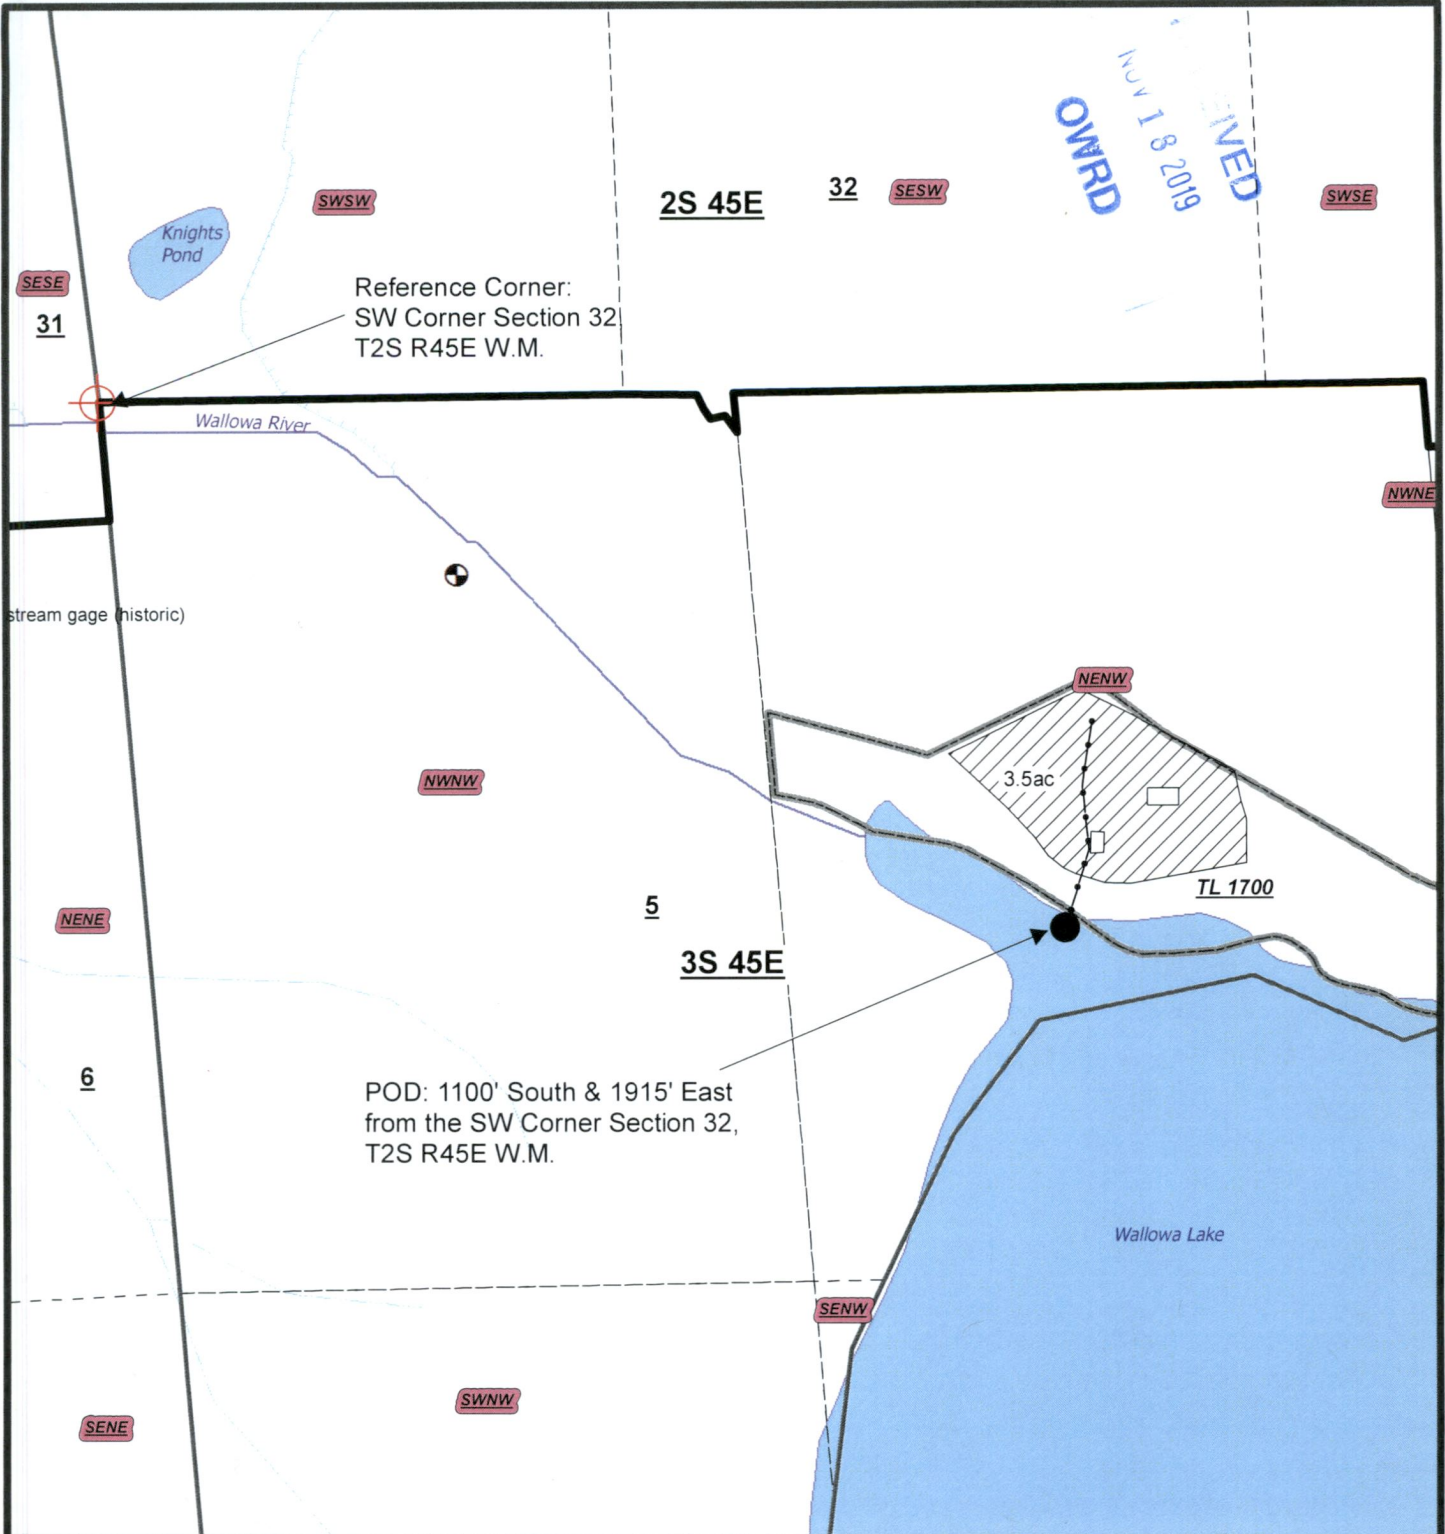 NOV 18 2019
OWRD
SWSW
2S 45E
32
SESW
SWSE
Knights
Pond
SESE
31
Reference Corner:
SW Corner Section 32,
T2S R45E W.M.
Wallowa River
NWNE
stream gage (historic)
NENW
3.5ac
NWNW
TL 1700
NENE
5
3S 45E
6
POD: 1100' South & 1915' East
from the SW Corner Section 32,
T2S R45E W.M.
Wallowa Lake
SENW
SWNW
SENE